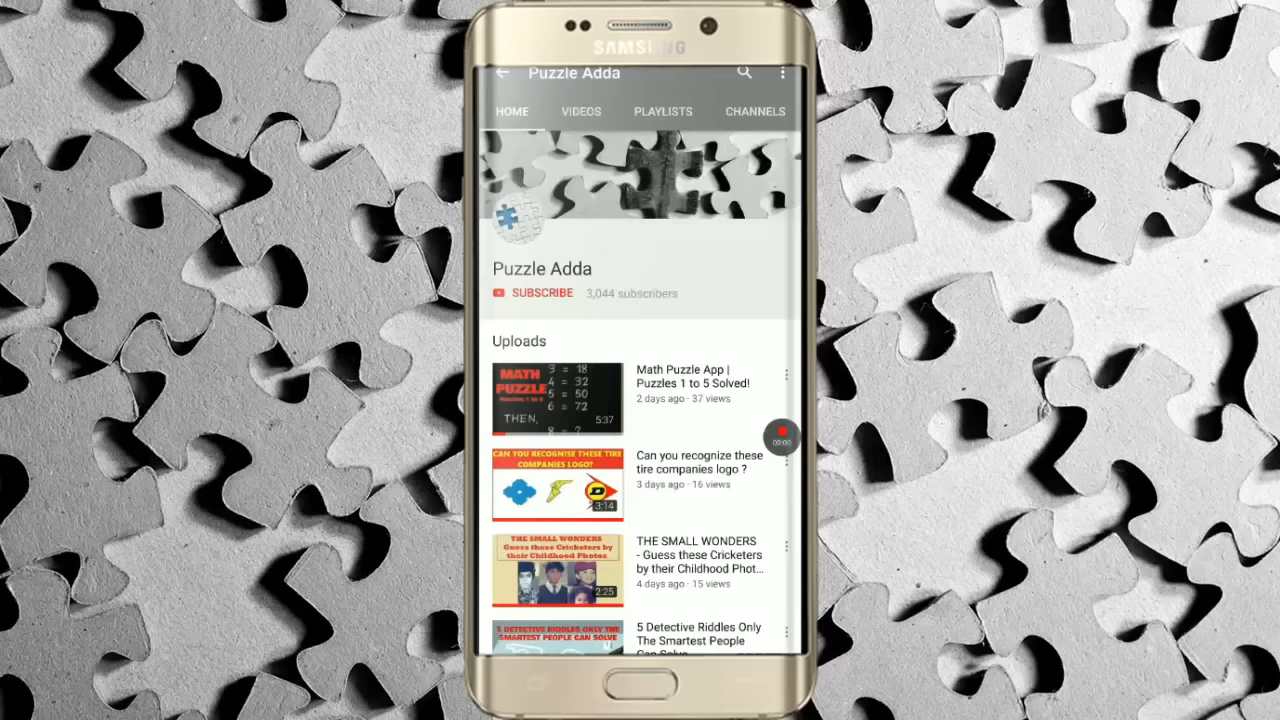 SAMSUNG
Puzzle Adda
HOME VIDEOS PLAYLISTS CHANNELS
Puzzle Adda
SUBSCRIBE 3,044 subscribers
Uploads
MATH
PUZZLE
3 = 18
4 = 32
5 = 50
6 = 72
THEN,
8 = ?
5:37
Math Puzzle App |
Puzzles 1 to 5 Solved!
2 days ago · 37 views
00:00
CAN YOU RECOGNISE THESE TIRE
COMPANIES LOGO?
D
3:14
Can you recognize these
tire companies logo ?
3 days ago · 16 views
THE SMALL WONDERS
Guess these Cricketers by
their Childhood Photos
2:25
THE SMALL WONDERS
- Guess these Cricketers
by their Childhood Phot...
4 days ago · 15 views
5 DETECTIVE RIDDLES ONLY THE
SMARTEST PEOPLE CAN SOLVE
5 Detective Riddles Only
The Smartest People
Can Solve